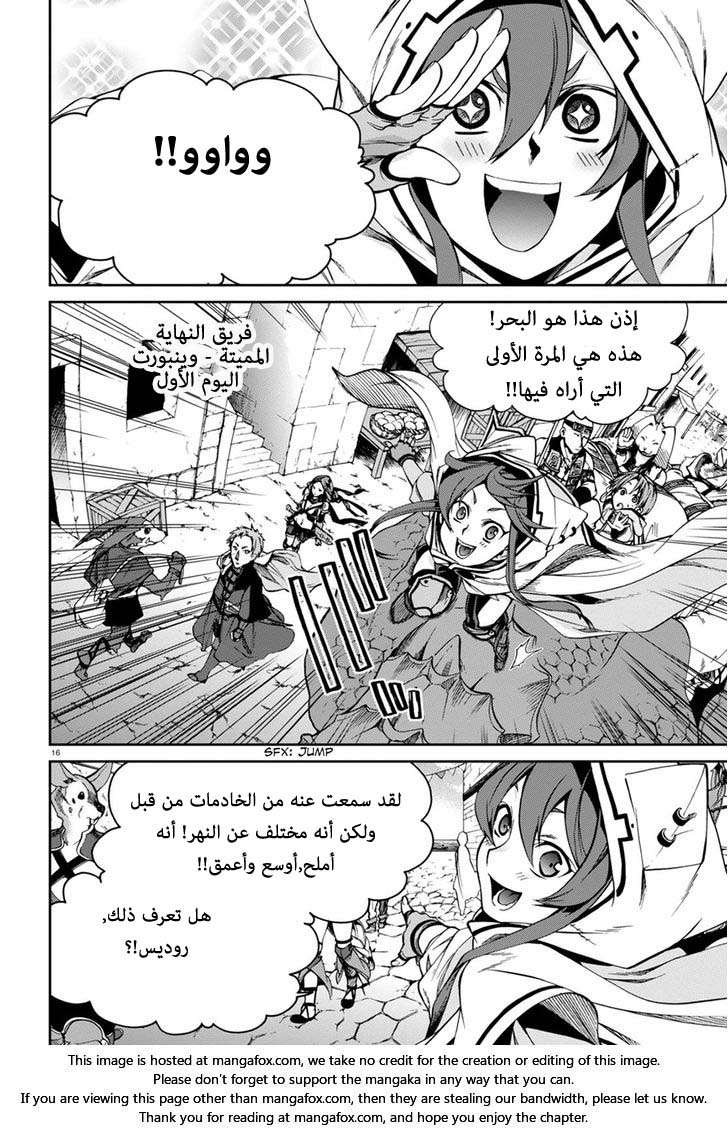 وواوو!!
إذن هذا هو البحر!
هذه هي المرة الأولى
التي أراه فيها!!
فريق النهاية
المميتة - وينبورت
اليوم الأول
16
SFX: JUMP
لقد سمعت عنه من الخادمات من قبل
ولكن أنه مختلف عن النهر! أنه
أملح,أوسع وأعمق!!
هل تعرف ذلك,
روديس!؟
This image is hosted at mangafox.com, we take no credit for the creation or editing of this image.
Please don't forget to support the mangaka in any way that you can.
If you are viewing this page other than mangafox.com, then they are stealing our bandwidth, please let us know.
Thank you for reading at mangafox.com, and hope you enjoy the chapter.